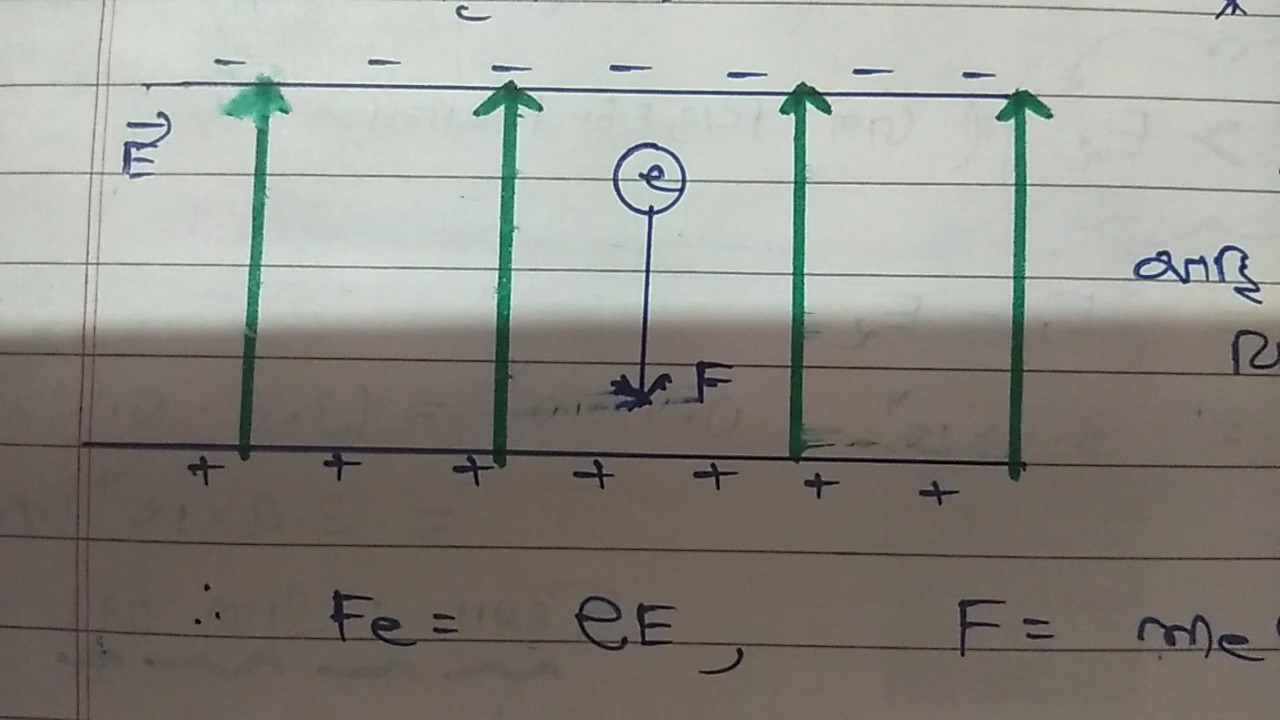 - - - - - - -
E
e
F
+ + + + + + +
∴ Fe = eE, F = me